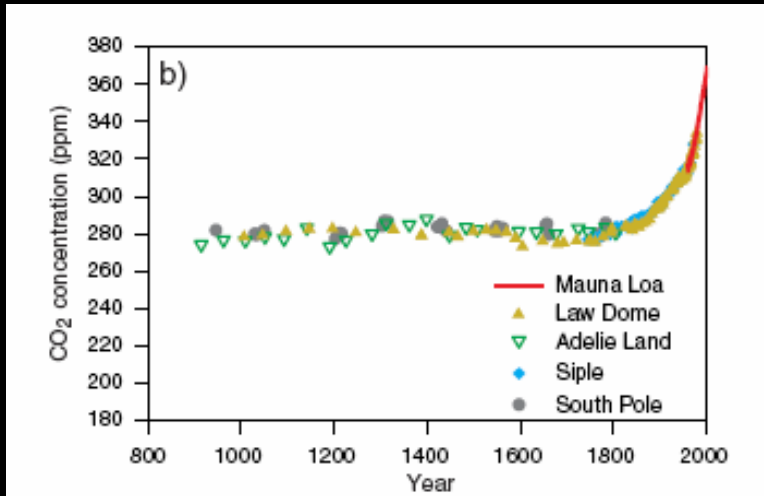 b)
CO2 concentration (ppm)
380
360
340
320
300
280
260
240
220
200
180
800 1000 1200 1400 1600 1800 2000
Year
Mauna Loa
Law Dome
Adelie Land
Siple
South Pole